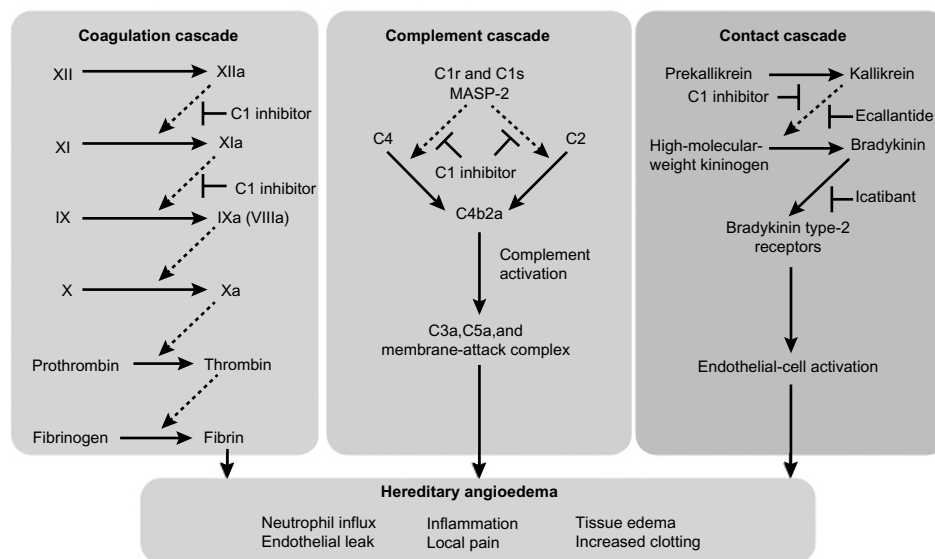 Coagulation cascade
XII
XIIa
C1 inhibitor
XI
XIa
C1 inhibitor
IX
IXa (VIIIa)
X
Xa
Prothrombin
Thrombin
Fibrinogen
Fibrin
Complement cascade
C1r and C1s
MASP-2
C4
C2
C1 inhibitor
C4b2a
Complement
activation
C3a,C5a,and
membrane-attack complex
Contact cascade
Prekallikrein
Kallikrein
C1 inhibitor
Ecallantide
High-molecular-
weight kininogen
Bradykinin
Icatibant
Bradykinin type-2
receptors
Endothelial-cell activation
Hereditary angioedema
Neutrophil influx
Inflammation
Tissue edema
Endothelial leak
Local pain
Increased clotting